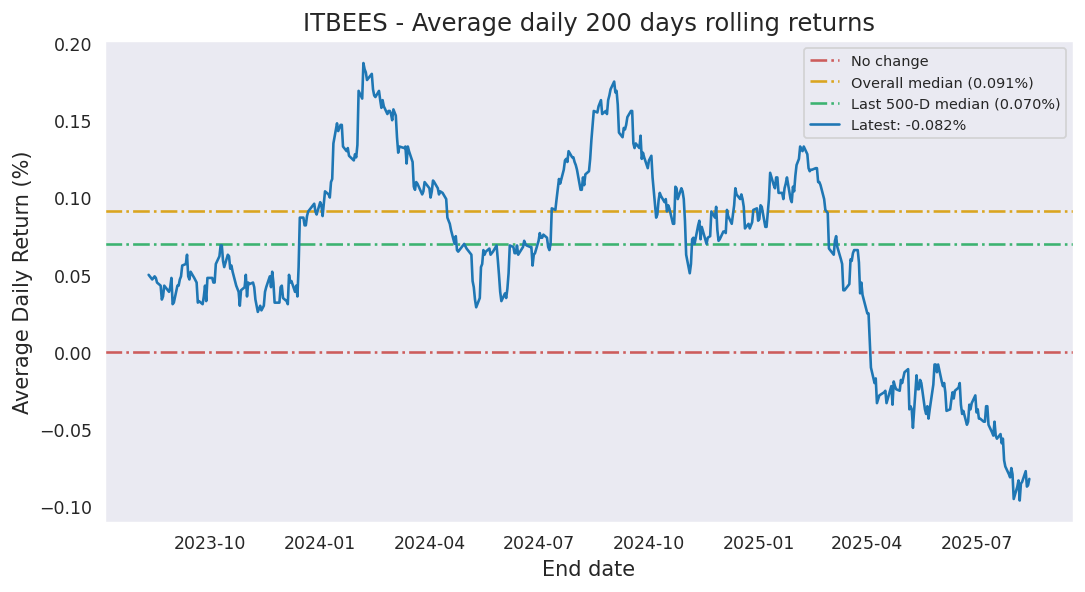 ITBEES - Average daily 200 days rolling returns
Average Daily Return (%)
0.20
0.15
0.10
0.05
0.00
−0.05
−0.10
No change
Overall median (0.091%)
Last 500-D median (0.070%)
Latest: -0.082%
2023-10 2024-01 2024-04 2024-07 2024-10 2025-01 2025-04 2025-07
End date